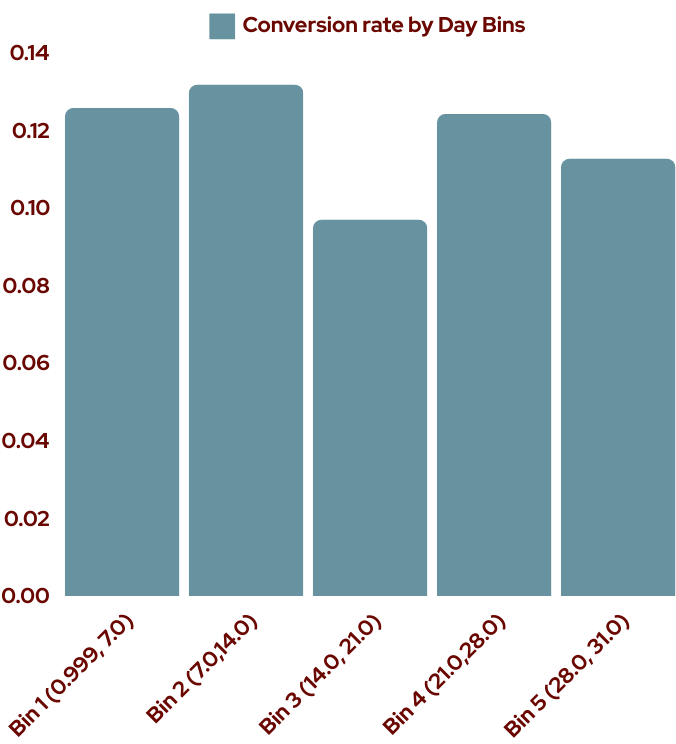 Conversion rate by Day Bins
0.14
0.12
0.10
0.08
0.06
0.04
0.02
0.00
Bin 1 (0.999, 7.0)
Bin 2 (7.0,14.0)
Bin 3 (14.0, 21.0)
Bin 4 (21.0,28.0)
Bin 5 (28.0, 31.0)